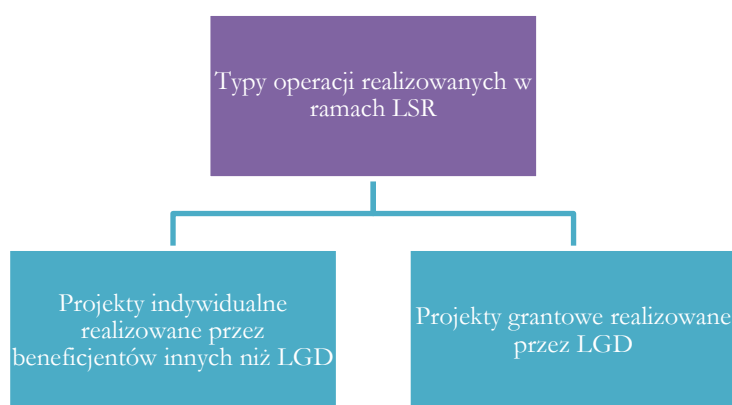 Typy operacji realizowanych w
ramach LSR
Projekty indywidualne
realizowane przez
beneficjentów innych niż LGD
Projekty grantowe realizowane
przez LGD